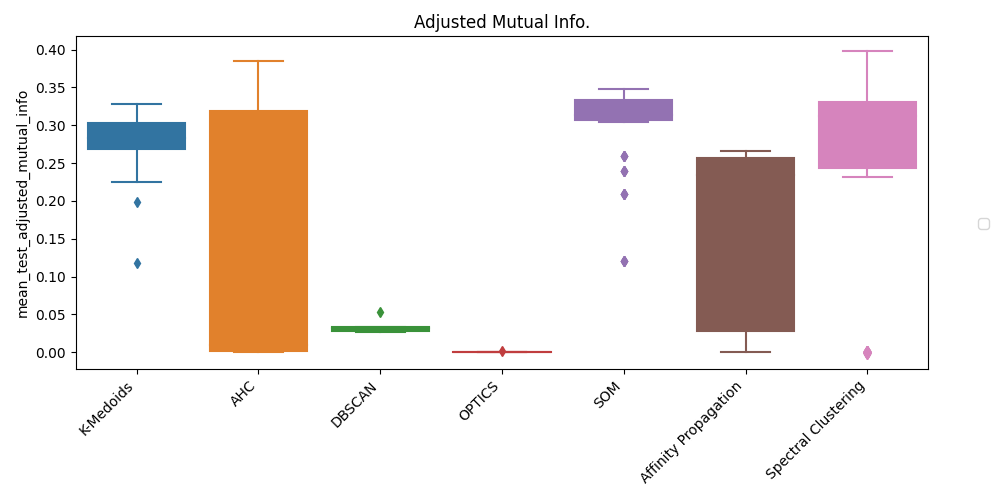 Adjusted Mutual Info.
mean_test_adjusted_mutual_info
0.40
0.35
0.30
0.25
0.20
0.15
0.10
0.05
0.00
K-Medoids
AHC
DBSCAN
OPTICS
SOM
Affinity Propagation
Spectral Clustering